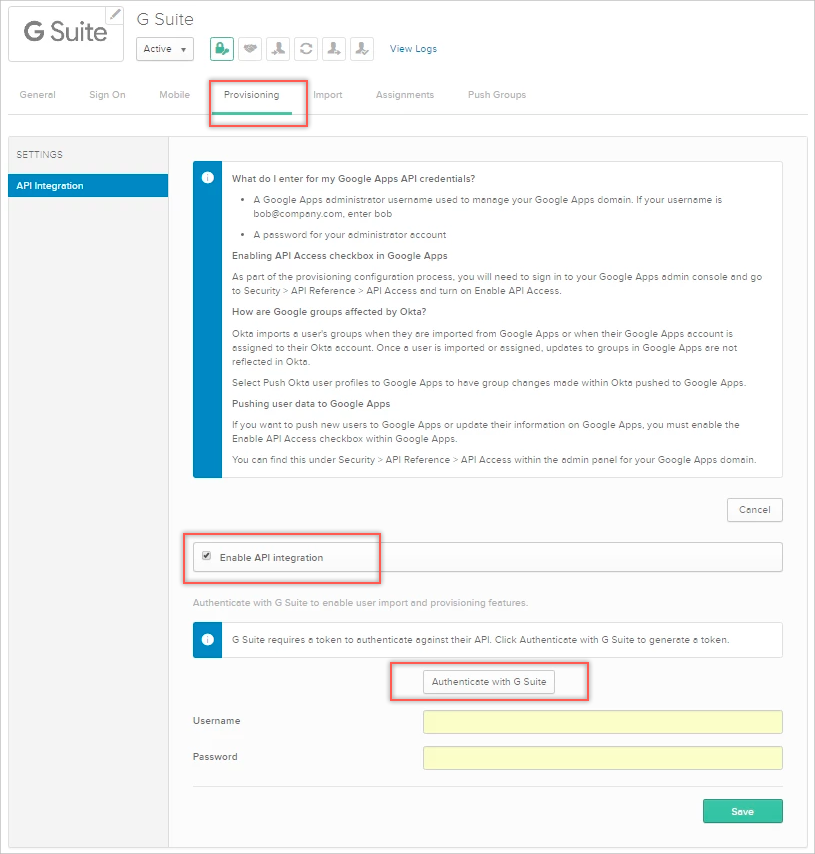 G Suite
G Suite
Active
View Logs
General
Sign On
Mobile
Provisioning
Import
Assignments
Push Groups
SETTINGS
API Integration
What do I enter for my Google Apps API credentials?
• A Google Apps administrator username used to manage your Google Apps domain. If your username is
bob@company.com, enter bob
• A password for your administrator account
Enabling API Access checkbox in Google Apps
As part of the provisioning configuration process, you will need to sign in to your Google Apps admin console and go
to Security > API Reference > API Access and turn on Enable API Access.
How are Google groups affected by Okta?
Okta imports a user's groups when they are imported from Google Apps or when their Google Apps account is
assigned to their Okta account. Once a user is imported or assigned, updates to groups in Google Apps are not
reflected in Okta.
Select Push Okta user profiles to Google Apps to have group changes made within Okta pushed to Google Apps.
Pushing user data to Google Apps
If you want to push new users to Google Apps or update their information on Google Apps, you must enable the
Enable API Access checkbox within Google Apps.
You can find this under Security > API Reference > API Access within the admin panel for your Google Apps domain.
Cancel
Enable API integration
Authenticate with G Suite to enable user import and provisioning features.
G Suite requires a token to authenticate against their API. Click Authenticate with G Suite to generate a token.
Authenticate with G Suite
Username
Password
Save